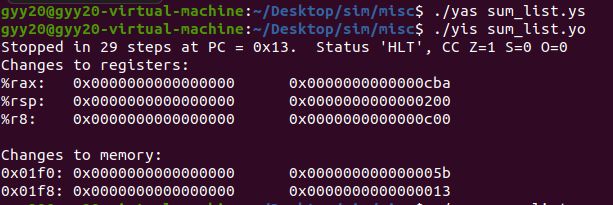 gyy20@gyy20-virtual-machine:~/Desktop/sim/misc$ ./yas sum_list.ys
gyy20@gyy20-virtual-machine:~/Desktop/sim/misc$ ./yis sum_list.yo
Stopped in 29 steps at PC = 0x13.  Status 'HLT', CC Z=1 S=0 O=0
Changes to registers:
%rax:   0x0000000000000000      0x0000000000000cba
%rsp:   0x0000000000000000      0x0000000000000200
%r8:    0x0000000000000000      0x0000000000000c00

Changes to memory:
0x01f0: 0x0000000000000000      0x000000000000005b
0x01f8: 0x0000000000000000      0x0000000000000013